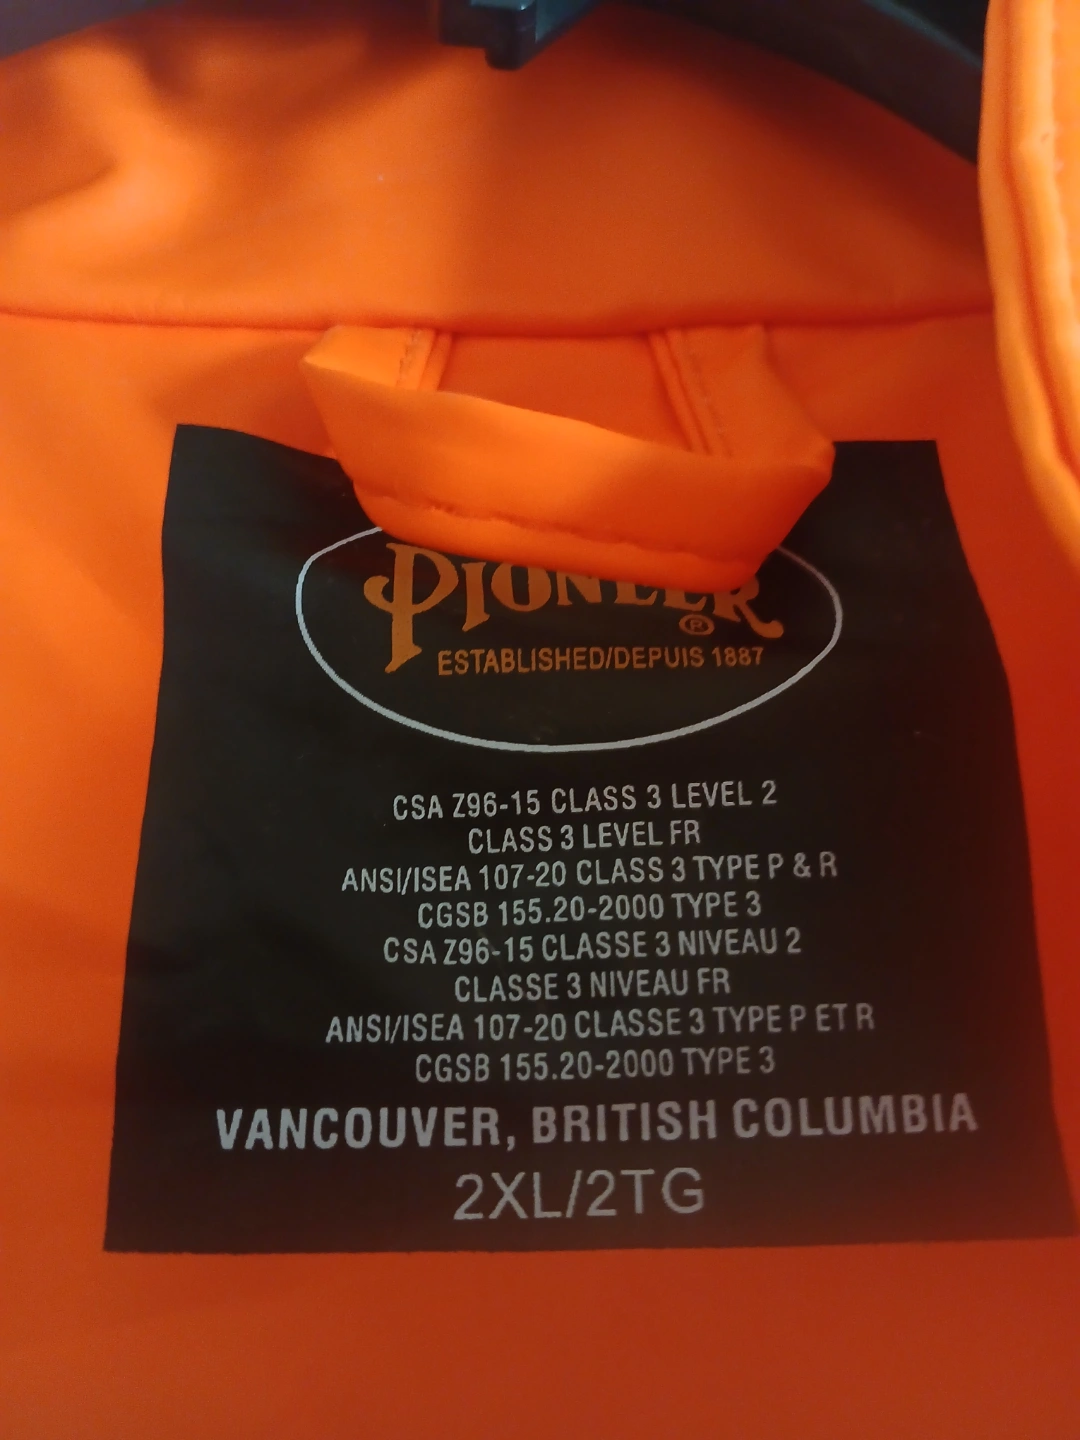 PIONEER
®
ESTABLISHED/DEPUIS 1887
CSA Z96-15 CLASS 3 LEVEL 2
CLASS 3 LEVEL FR
ANSI/ISEA 107-20 CLASS 3 TYPE P & R
CGSB 155.20-2000 TYPE 3
CSA Z96-15 CLASSE 3 NIVEAU 2
CLASSE 3 NIVEAU FR
ANSI/ISEA 107-20 CLASSE 3 TYPE P ET R
CGSB 155.20-2000 TYPE 3
VANCOUVER, BRITISH COLUMBIA
2XL/2TG